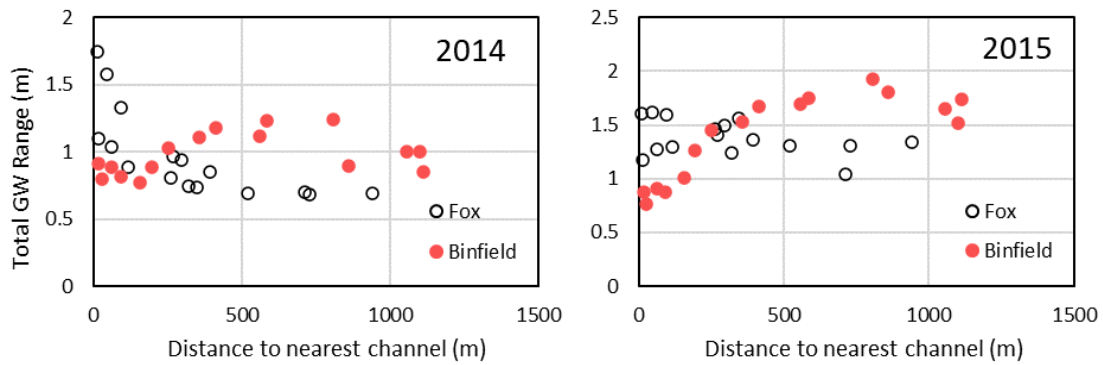 2
1.5
1
0.5
0
Total GW Range (m)
2014
Fox
Binfield
0 500 1000 1500
Distance to nearest channel (m)
2.5
2
1.5
1
0.5
0
2015
Fox
Binfield
0 500 1000 1500
Distance to nearest channel (m)